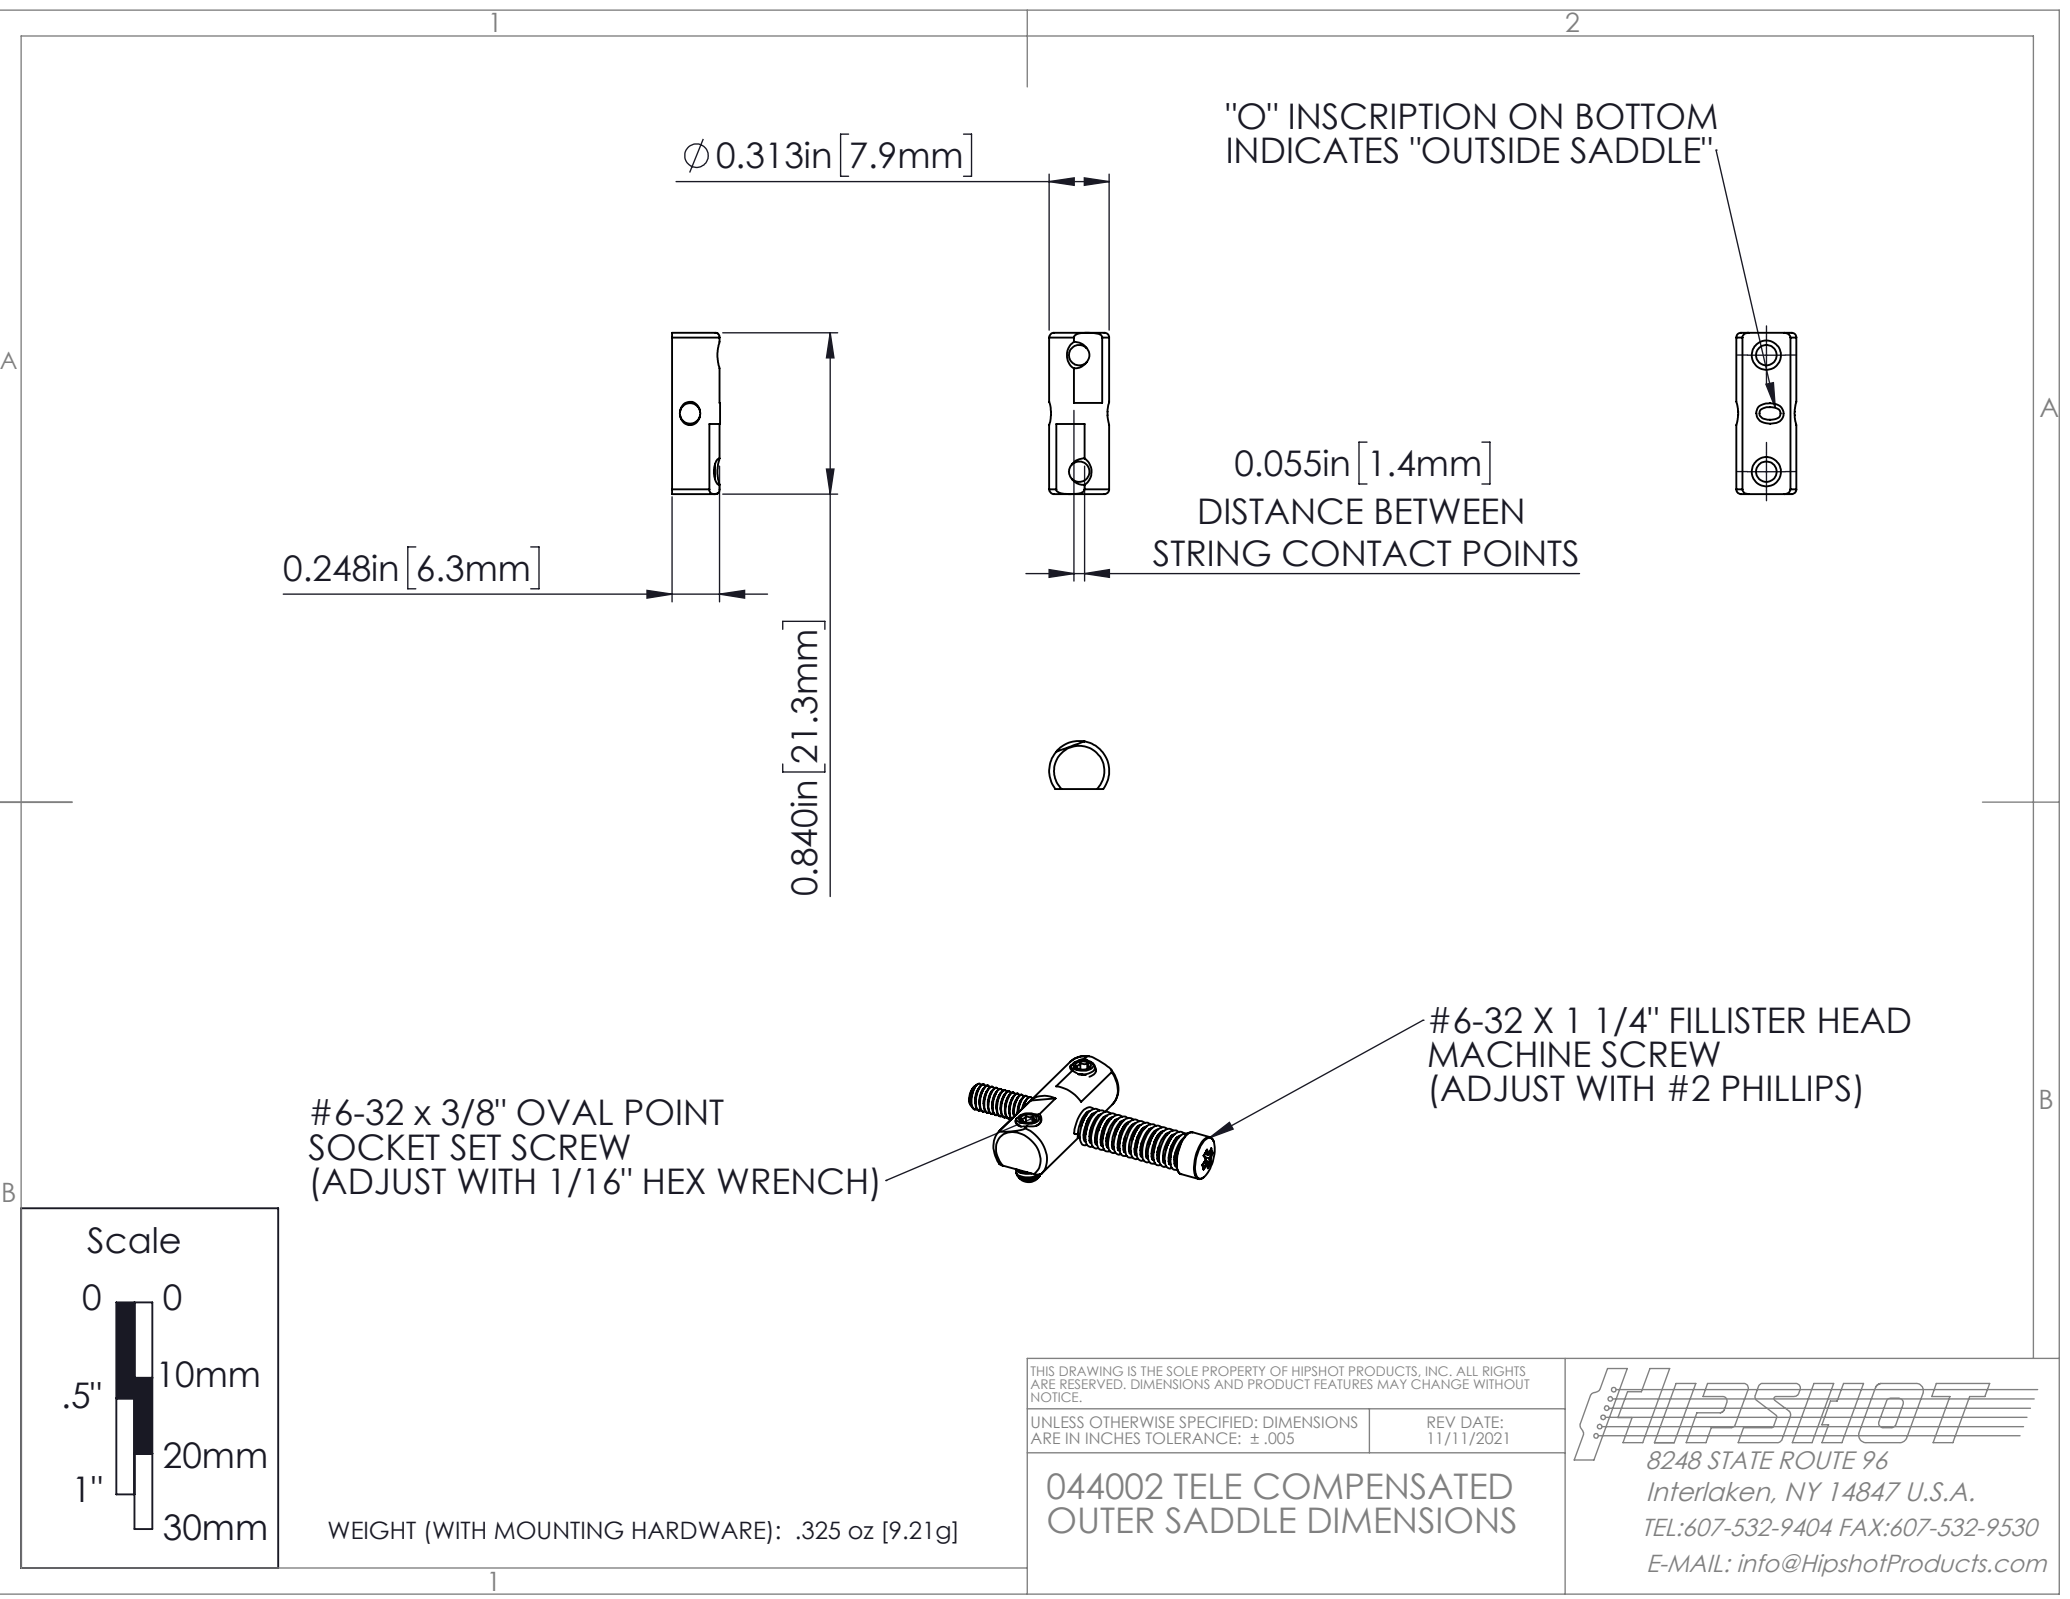 1
2
"O" INSCRIPTION ON BOTTOM
INDICATES "OUTSIDE SADDLE"
∅0.313in[7.9mm]
A
A
0.055in[1.4mm]
DISTANCE BETWEEN
STRING CONTACT POINTS
0.248in[6.3mm]
0.840in[21.3mm]
#6-32 X 1 1/4" FILLISTER HEAD
MACHINE SCREW
(ADJUST WITH #2 PHILLIPS)
#6-32 x 3/8" OVAL POINT
SOCKET SET SCREW
(ADJUST WITH 1/16" HEX WRENCH)
B
B
Scale
0
0
10mm
.5"
20mm
1"
30mm
WEIGHT (WITH MOUNTING HARDWARE): .325 oz [9.21g]
THIS DRAWING IS THE SOLE PROPERTY OF HIPSHOT PRODUCTS, INC. ALL RIGHTS
ARE RESERVED. DIMENSIONS AND PRODUCT FEATURES MAY CHANGE WITHOUT
NOTICE.
UNLESS OTHERWISE SPECIFIED: DIMENSIONS
ARE IN INCHES TOLERANCE: ± .005
REV DATE:
11/11/2021
044002 TELE COMPENSATED
OUTER SADDLE DIMENSIONS
HIPSHOT
8248 STATE ROUTE 96
Interlaken, NY 14847 U.S.A.
TEL:607-532-9404 FAX:607-532-9530
E-MAIL: info@HipshotProducts.com
1